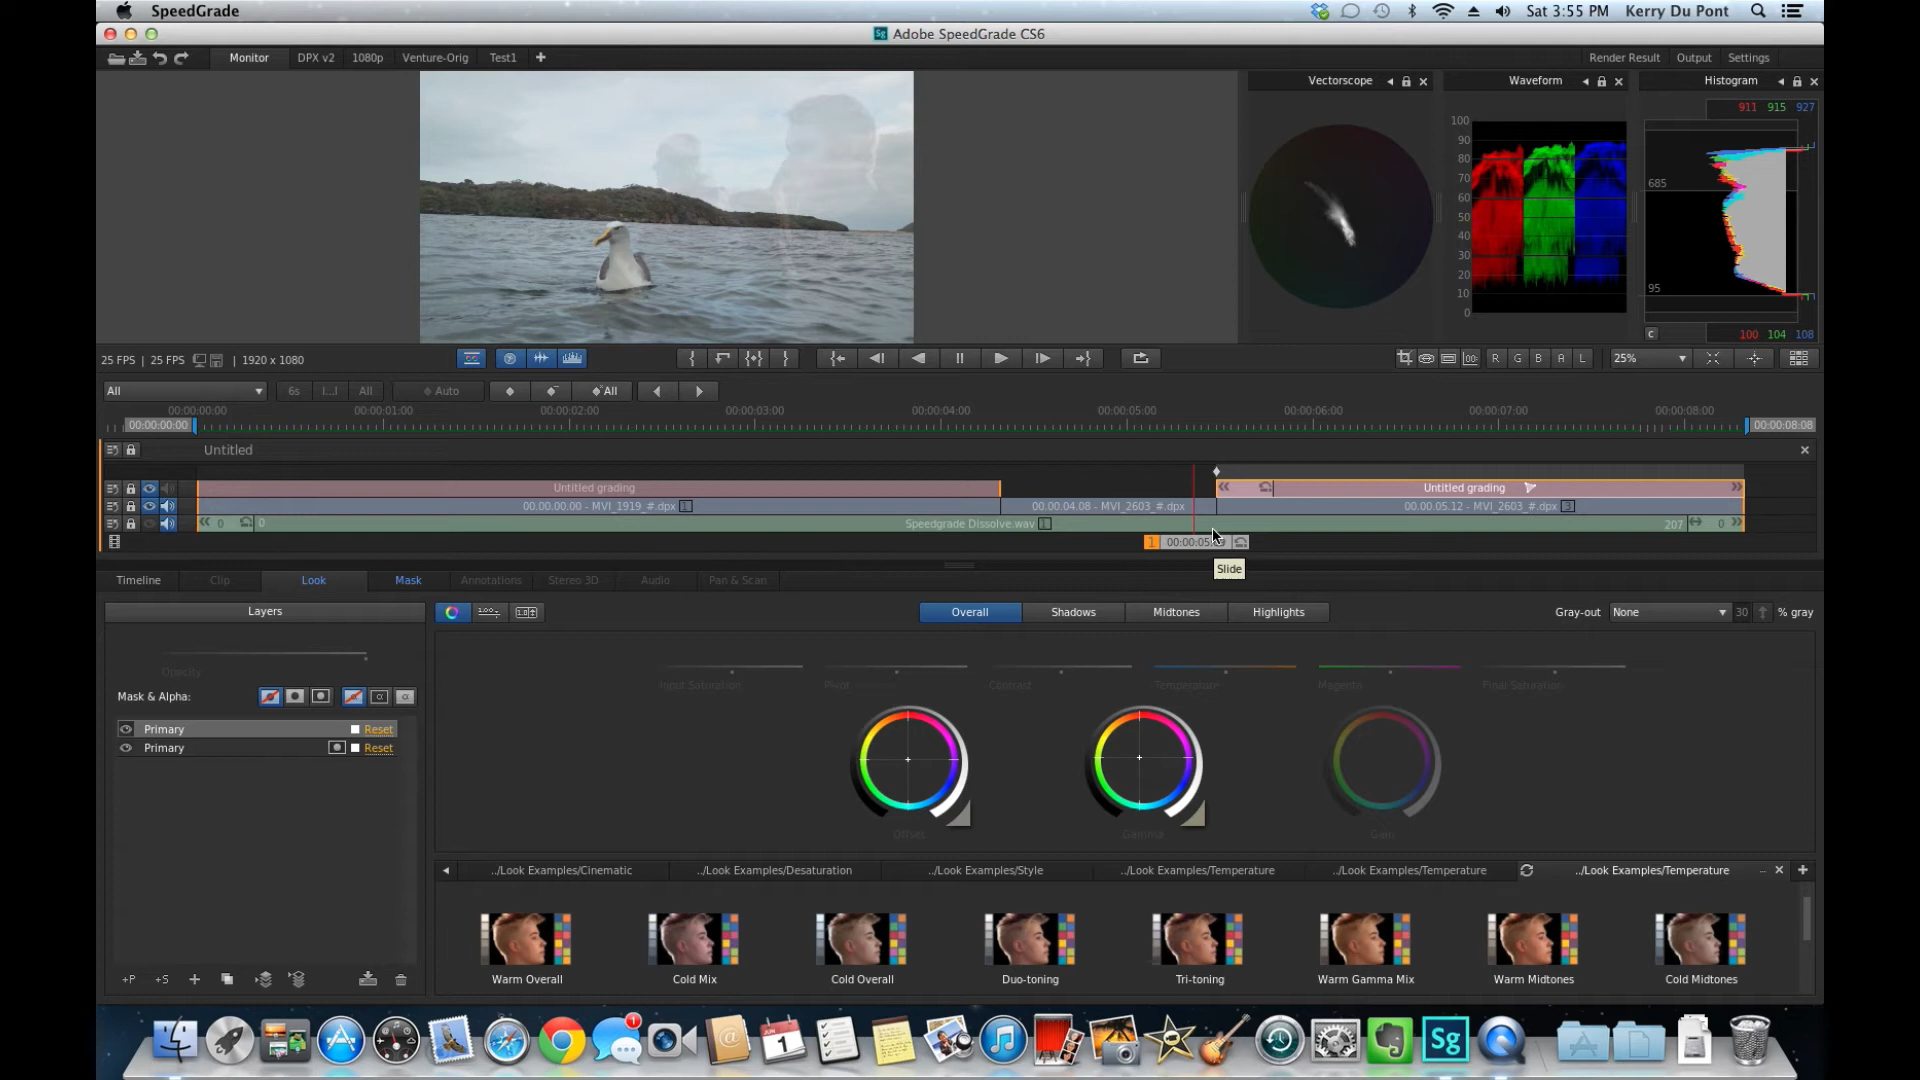 SpeedGrade
Sat 3:55 PM Kerry Du Pont
Adobe SpeedGrade CS6
Monitor DPX v2 1080p Venture-Orig Test1 +
Render Result Output Settings
Vectorscope Waveform Histogram
911 915 927
100
90
80
70
60
50
40
30
20
10
0
685
95
C 100 104 108
25 FPS | 25 FPS | 1920 x 1080
R G B A L 25%
All 6s I...I All Auto All
00:00:00:00 00:00:01:00 00:00:02:00 00:00:03:00 00:00:04:00 00:00:05:00 00:00:06:00 00:00:07:00 00:00:08:00
00:00:00:00 00:00:08:08
Untitled
Untitled grading Untitled grading
00.00.00.00 - MVI_1919_#.dpx 1 00.00.04.08 - MVI_2603_#.dpx 00.00.05.12 - MVI_2603_#.dpx 3
0 0 Speedgrade Dissolve.wav 1 207 0
1 00:00:05
Slide
Timeline Clip Look Mask Annotations Stereo 3D Audio Pan & Scan
Layers
Overall Shadows Midtones Highlights
Gray-out None 30 % gray
Opacity
Input Saturation Pivot Contrast Temperature Magenta Final Saturation
Mask & Alpha:
Primary Reset
Primary Reset
Offset Gamma Gain
../Look Examples/Cinematic ../Look Examples/Desaturation ../Look Examples/Style ../Look Examples/Temperature ../Look Examples/Temperature ../Look Examples/Temperature
Warm Overall Cold Mix Cold Overall Duo-toning Tri-toning Warm Gamma Mix Warm Midtones Cold Midtones
+P +S
JUN
1
1
Sg